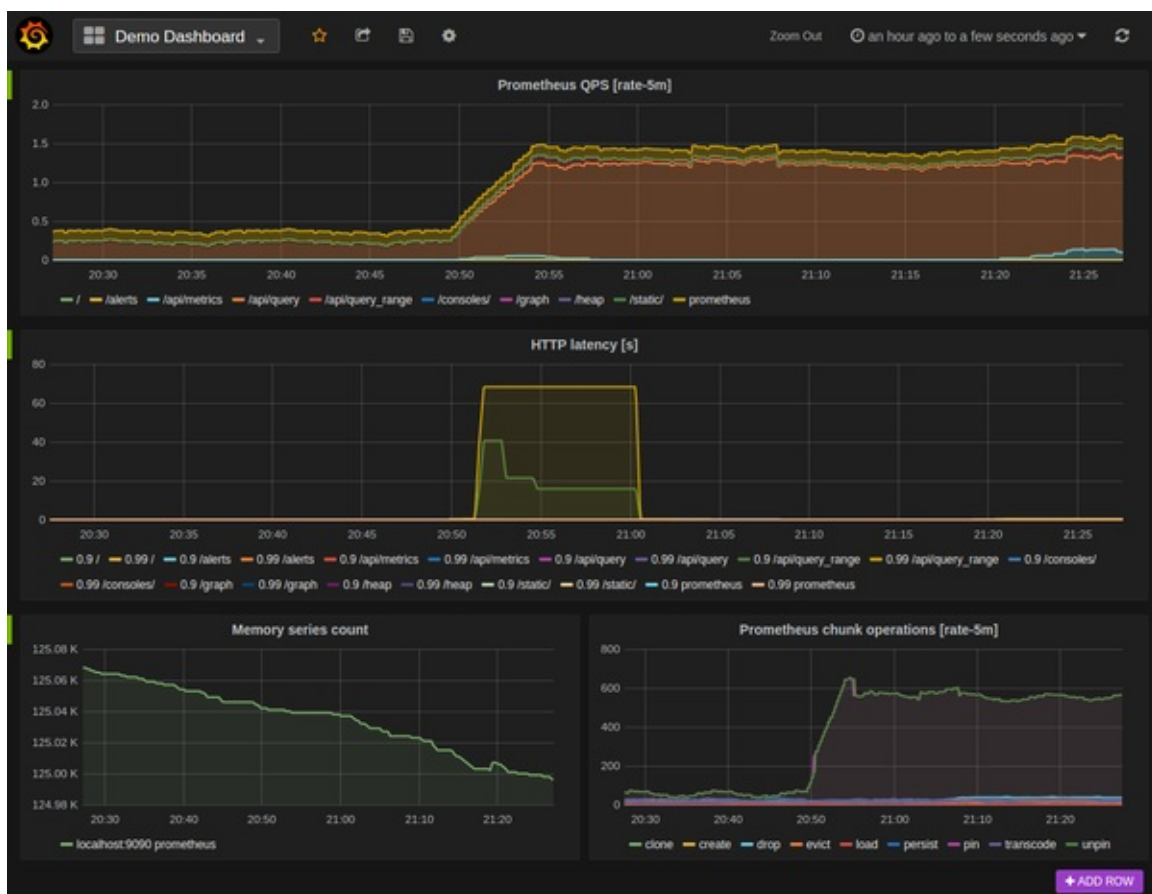 Demo Dashboard
Zoom Out
an hour ago to a few seconds ago
Prometheus QPS [rate-5m]
2.0
1.5
1.0
0.5
0
20:30 20:35 20:40 20:45 20:50 20:55 21:00 21:05 21:10 21:15 21:20 21:25
/ /alerts /api/metrics /api/query /api/query_range /consoles/ /graph /heap /static/ prometheus
HTTP latency [s]
80
60
40
20
0
20:30 20:35 20:40 20:45 20:50 20:55 21:00 21:05 21:10 21:15 21:20 21:25
0.9 / 0.99 / 0.9 /alerts 0.99 /alerts 0.9 /api/metrics 0.99 /api/metrics 0.9 /api/query 0.99 /api/query 0.9 /api/query_range 0.99 /api/query_range 0.9 /consoles/
0.99 /consoles/ 0.9 /graph 0.99 /graph 0.9 /heap 0.99 /heap 0.9 /static/ 0.99 /static/ 0.9 prometheus 0.99 prometheus
Memory series count
125.08 K
125.06 K
125.04 K
125.02 K
125.00 K
124.98 K
20:30 20:40 20:50 21:00 21:10 21:20
localhost:9090 prometheus
Prometheus chunk operations [rate-5m]
800
600
400
200
0
20:30 20:40 20:50 21:00 21:10 21:20
clone create drop evict load persist pin transcode unpin
+ ADD ROW